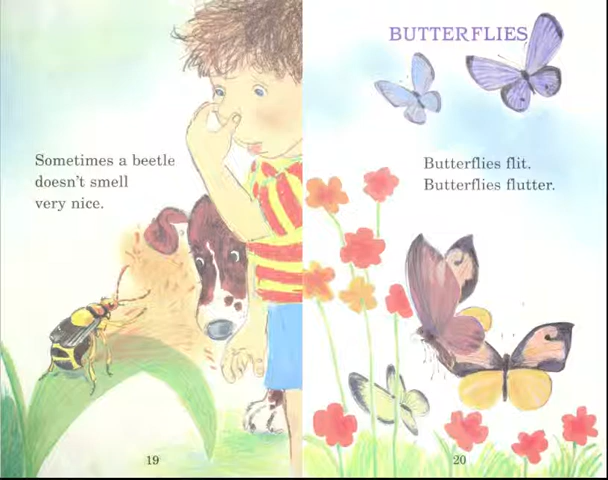 Sometimes a beetle
doesn't smell
very nice.
19
BUTTERFLIES
Butterflies flit.
Butterflies flutter.
20